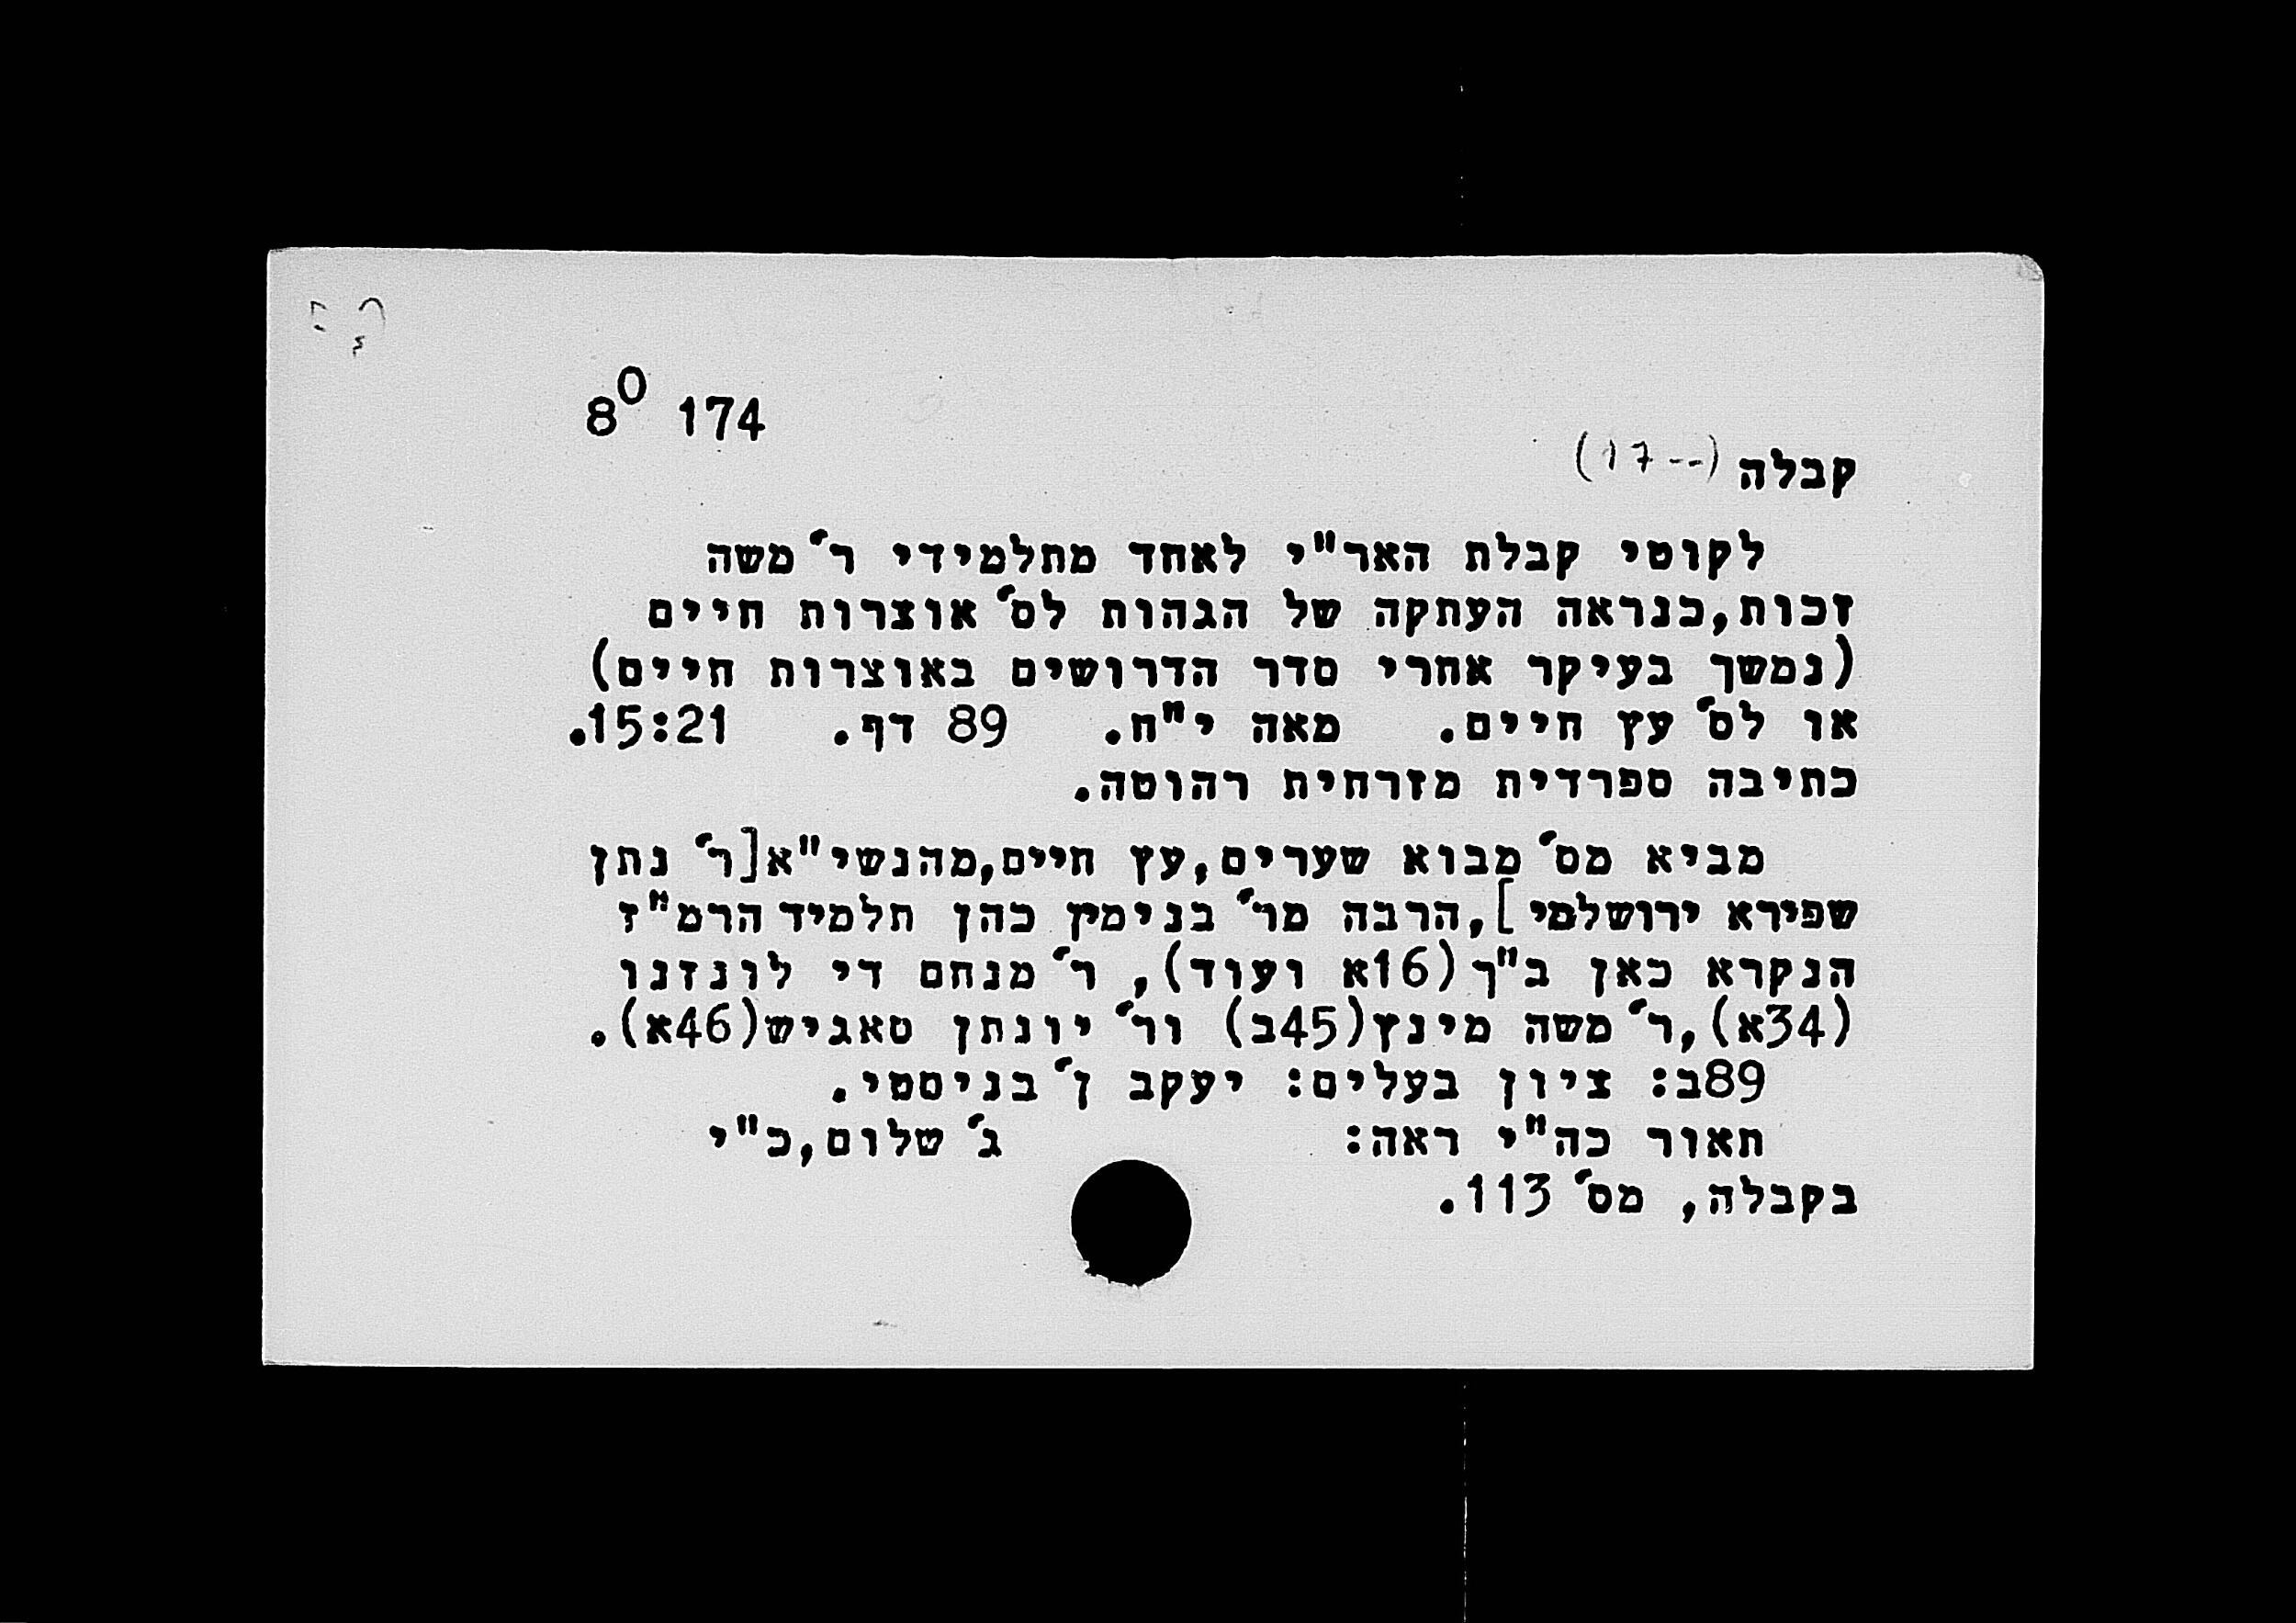 8⁰ 174
קבלה (17--)
לקוטי קבלת האר"י לאחד מתלמידי ר' משה
זכות,כנראה העתקה של הגהות לס' אוצרות חיים
(נמשך בעיקר אחרי סדר הדרושים באוצרות חיים)
או לס' עץ חיים. מאה י"ח. 89 דף. 15:21.
כתיבה ספרדית מזרחית רהוטה.
מביא מס' מבוא שערים,עץ חיים,מהנשי"א[ר' נתן
שפירא ירושלמי],הרבה מר' בנימין כהן תלמיד הרמ"ז
הנקרא כאן ב"ך (16א ועוד), ר' מנחם די לונזנו
(34א),ר' משה מינץ(45ב) ור' יונתן סאגיש(46א).
89ב: ציון בעלים: יעקב ן' בניסטי.
תאור כה"י ראה: ג' שלום,כ"י
בקבלה, מס' 113.